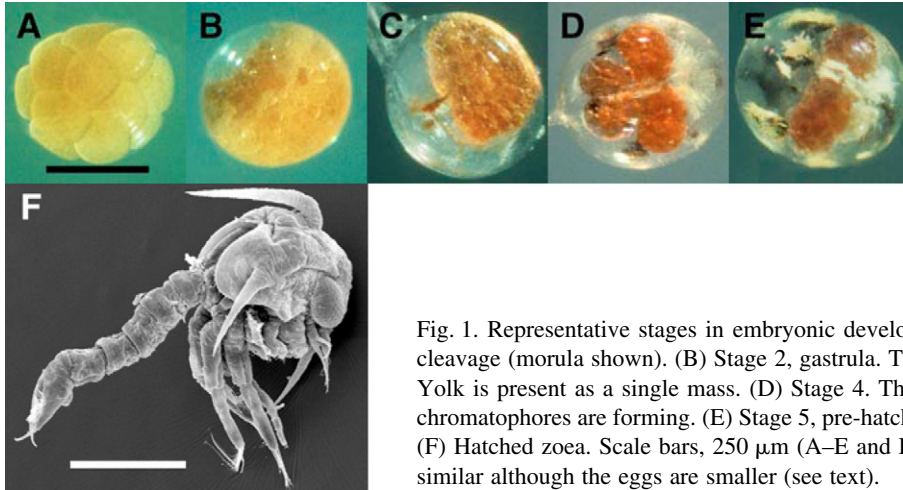 A B C D E
F
Fig. 1. Representative stages in embryonic develo
cleavage (morula shown). (B) Stage 2, gastrula. T
Yolk is present as a single mass. (D) Stage 4. Th
chromatophores are forming. (E) Stage 5, pre-hatch
(F) Hatched zoea. Scale bars, 250 μm (A–E and
similar although the eggs are smaller (see text).